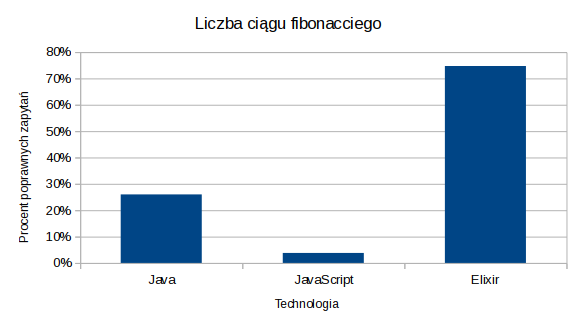 Liczba ciągu fibonacciego
Procent poprawnych zapytań
80%
70%
60%
50%
40%
30%
20%
10%
0%
Java
JavaScript
Elixir
Technologia